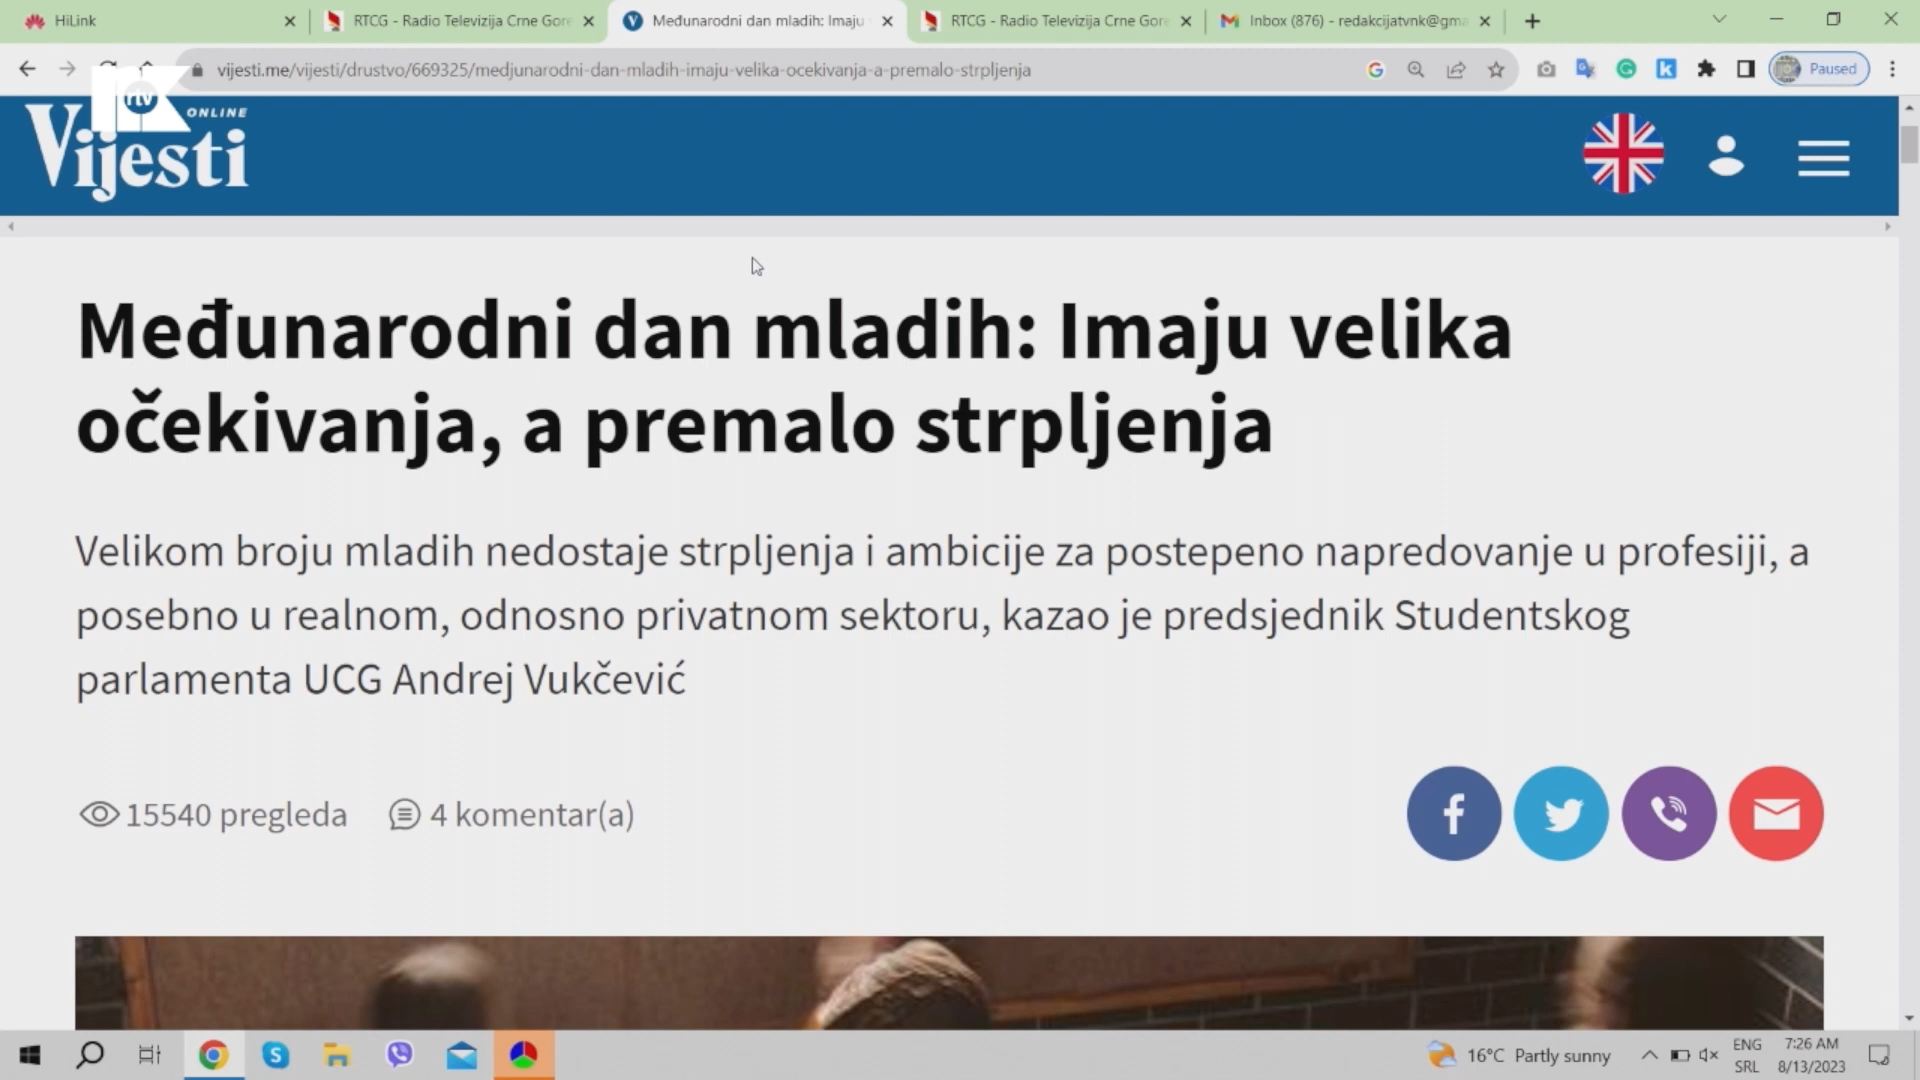 HiLink
RTCG - Radio Televizija Crne Gore
Međunarodni dan mladih: Imaju
RTCG - Radio Televizija Crne Gore
Inbox (876) - redakcijatvnk@gma
vijesti.me/vijesti/drustvo/669325/medjunarodni-dan-mladih-imaju-velika-ocekivanja-a-premalo-strpljenja
Paused
rtv
ONLINE
Vijesti
Međunarodni dan mladih: Imaju velika
očekivanja, a premalo strpljenja
Velikom broju mladih nedostaje strpljenja i ambicije za postepeno napredovanje u profesiji, a
posebno u realnom, odnosno privatnom sektoru, kazao je predsjednik Studentskog
parlamenta UCG Andrej Vukčević
15540 pregleda
4 komentar(a)
16°C Partly sunny
ENG
SRL
7:26 AM
8/13/2023